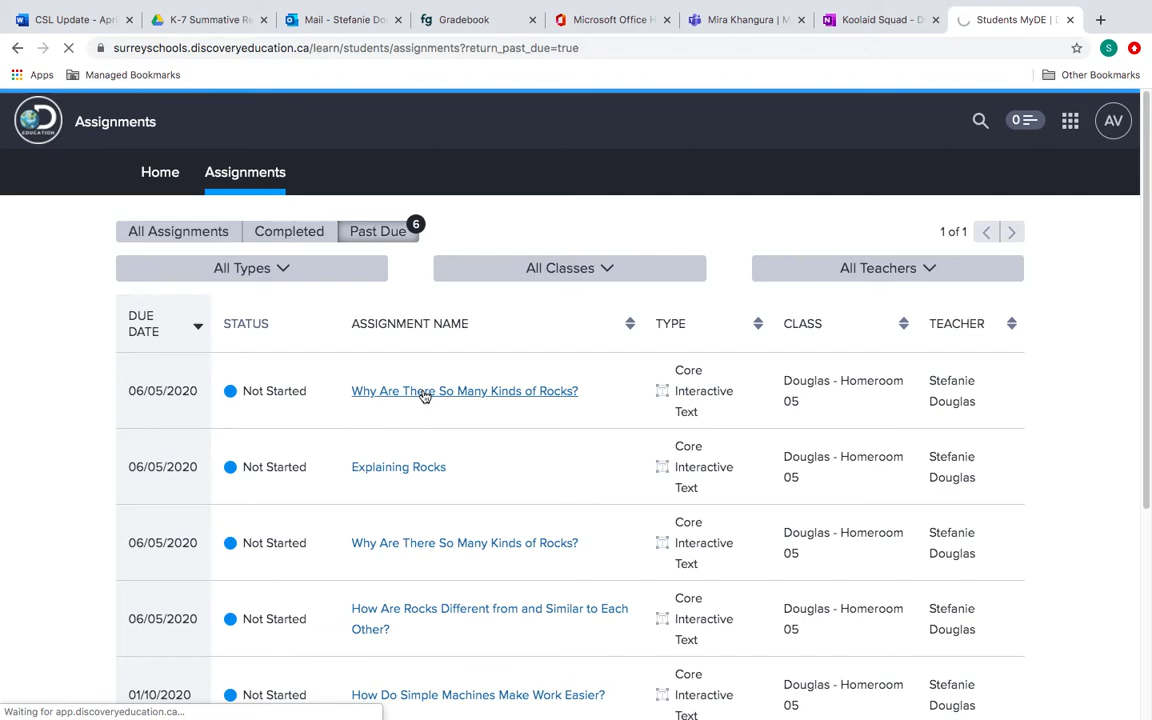 CSL Update - Apri
K-7 Summative Re
Mail - Stefanie Do
Gradebook
Microsoft Office H
Mira Khangura | M
Koolaid Squad - D
Students MyDE | D
surreyschools.discoveryeducation.ca/learn/students/assignments?return_past_due=true
S
Apps
Managed Bookmarks
Other Bookmarks
EDUCATION
Assignments
0
AV
Home
Assignments
All Assignments
Completed
Past Due
6
1 of 1
All Types
All Classes
All Teachers
DUE DATE
STATUS
ASSIGNMENT NAME
TYPE
CLASS
TEACHER
06/05/2020
Not Started
Why Are There So Many Kinds of Rocks?
Core
Interactive
Text
Douglas - Homeroom
05
Stefanie
Douglas
06/05/2020
Not Started
Explaining Rocks
Core
Interactive
Text
Douglas - Homeroom
05
Stefanie
Douglas
06/05/2020
Not Started
Why Are There So Many Kinds of Rocks?
Core
Interactive
Text
Douglas - Homeroom
05
Stefanie
Douglas
06/05/2020
Not Started
How Are Rocks Different from and Similar to Each
Other?
Core
Interactive
Text
Douglas - Homeroom
05
Stefanie
Douglas
01/10/2020
Not Started
How Do Simple Machines Make Work Easier?
Core
Interactive
Text
Douglas - Homeroom
05
Stefanie
Douglas
Waiting for app.discoveryeducation.ca...